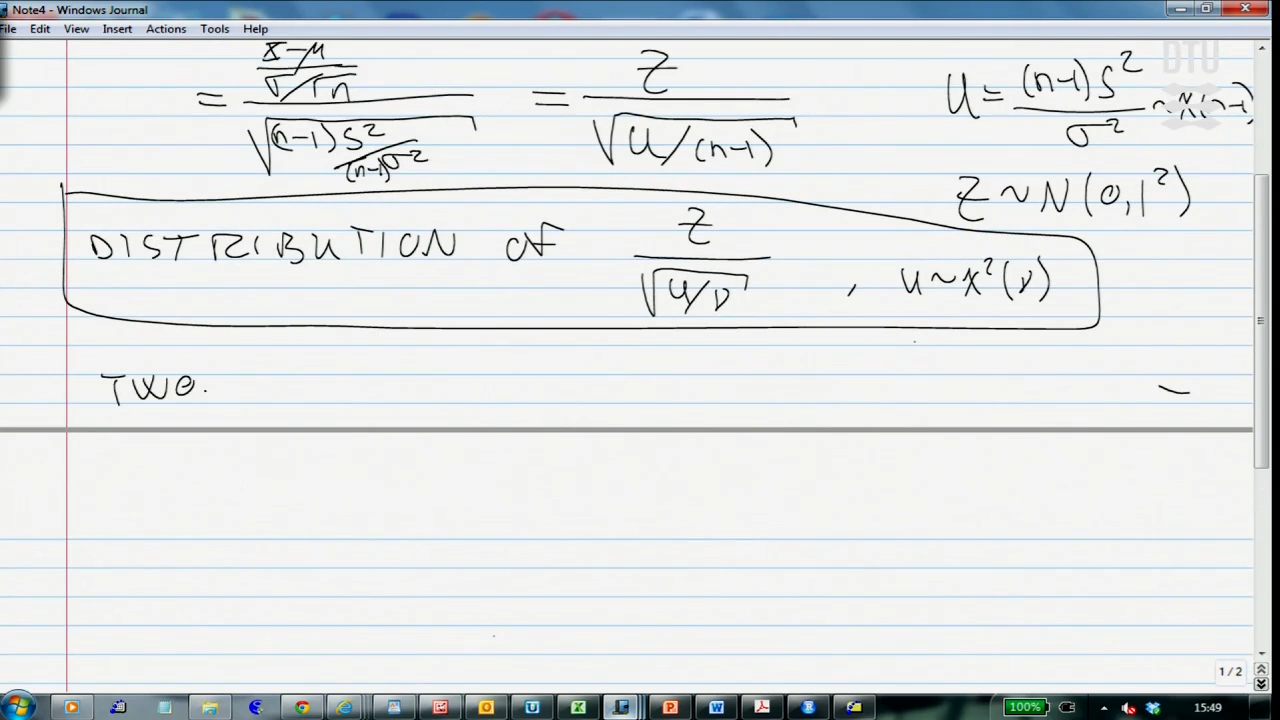 Note4 - Windows Journal
File Edit View Insert Actions Tools Help
DTU
= (X̄-μ)/(σ/√n) / √((n-1)S²/(n-1)σ²) = Z/√(U/(n-1)) U = (n-1)S²/σ²
Z ~ N(0,1²)
DISTRIBUTION OF Z/√(U/ν) , U~χ²(ν)
TWO.
1 / 2
100% 15:49